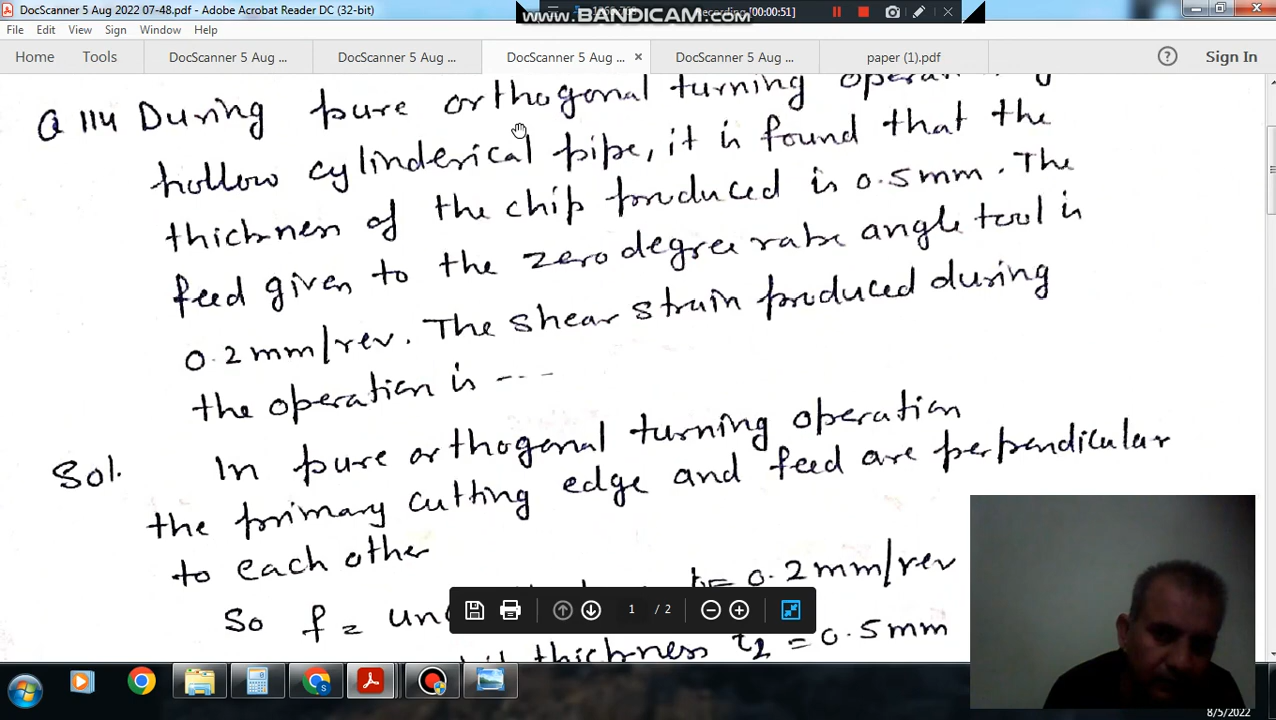 DocScanner 5 Aug 2022 07-48.pdf - Adobe Acrobat Reader DC (32-bit)
www.BANDICAM.com
Recording [00:00:51]
File Edit View Sign Window Help
Home Tools DocScanner 5 Aug ... DocScanner 5 Aug ... DocScanner 5 Aug ... × DocScanner 5 Aug ... paper (1).pdf Sign In
Q 114 During pure orthogonal turning
hollow cylinderical pipe, it is found that the
thickness of the chip produced is 0.5mm. The
feed given to the zero degree rake angle tool is
0.2mm/rev. The shear strain produced during
the operation is ----
Sol. In pure orthogonal turning operation
the primary cutting edge and feed are perpendicular
to each other
So f = = 0.2mm/rev
thickness t2 = 0.5mm
1 / 2
8/5/2022